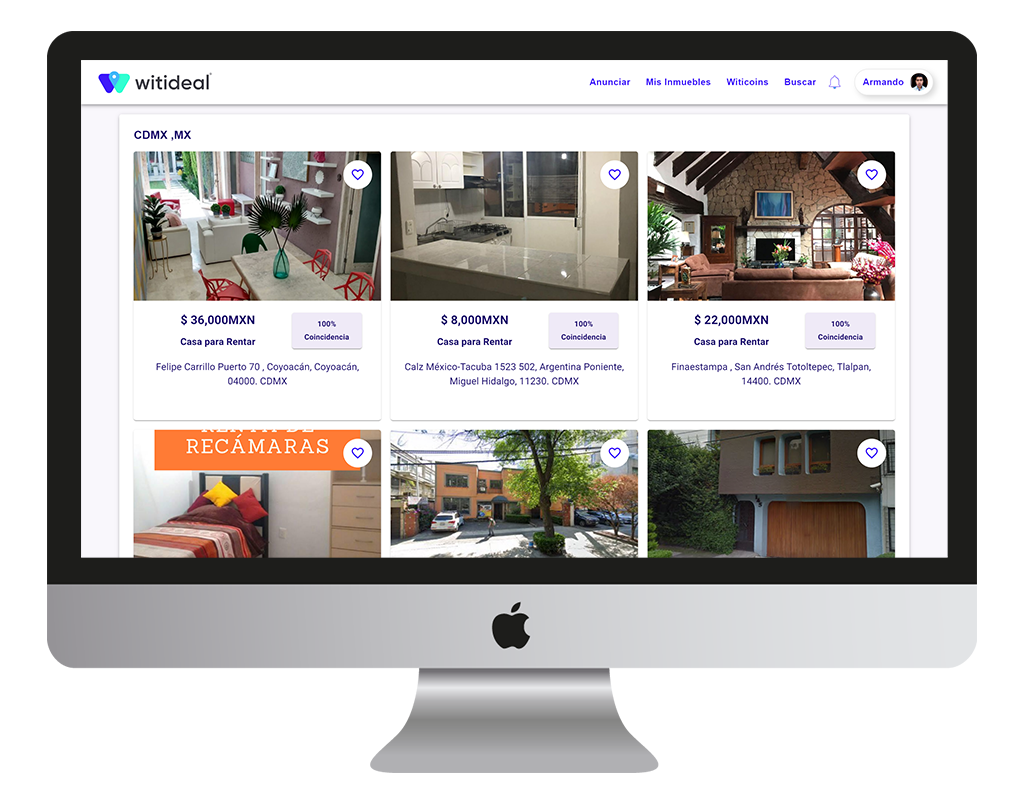 witideal
Anunciar Mis Inmuebles Witicoins Buscar Armando
CDMX ,MX
$ 36,000MXN
Casa para Rentar
100%
Coincidencia
Felipe Carrillo Puerto 70 , Coyoacán, Coyoacán,
04000. CDMX
$ 8,000MXN
Casa para Rentar
100%
Coincidencia
Calz México-Tacuba 1523 502, Argentina Poniente,
Miguel Hidalgo, 11230. CDMX
$ 22,000MXN
Casa para Rentar
100%
Coincidencia
Finaestampa , San Andrés Totoltepec, Tlalpan,
14400. CDMX
RENTA DE
RECÁMARAS